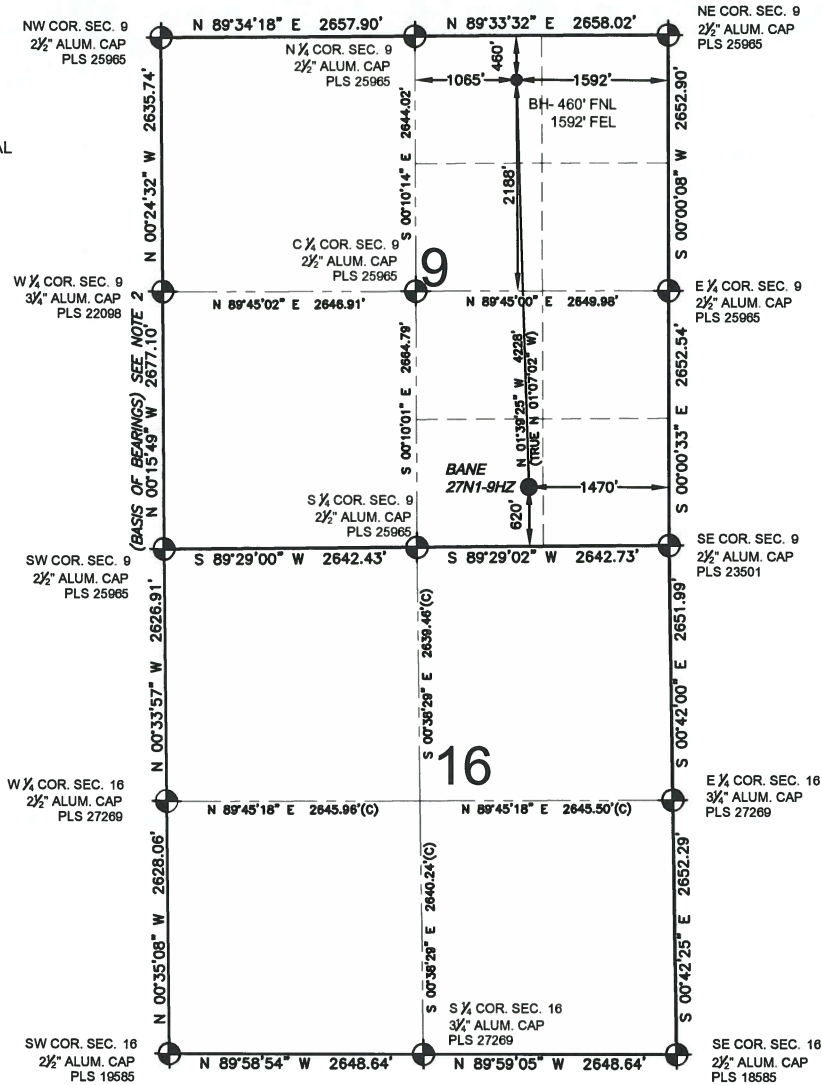 NW COR. SEC. 9
2½" ALUM. CAP
PLS 25965
N 89°34'18" E 2657.90'
N ¼ COR. SEC. 9
2½" ALUM. CAP
PLS 25965
N 89°33'32" E 2658.02'
NE COR. SEC. 9
2½" ALUM. CAP
PLS 25965
460'
1065'
1592'
BH- 460' FNL
1592' FEL
AL
N 00°24'32" W 2635.74'
S 00°10'14" E 2644.02'
2188'
S 00°00'08" W 2652.90'
C ¼ COR. SEC. 9
2½" ALUM. CAP
PLS 25965
9
W ¼ COR. SEC. 9
3¼" ALUM. CAP
PLS 22098
N 89°45'02" E 2646.91'
N 89°45'00" E 2649.98'
E ¼ COR. SEC. 9
2½" ALUM. CAP
PLS 25965
(BASIS OF BEARINGS) SEE NOTE 2
N 00°15'49" W 2677.10'
S 00°10'01" E 2664.79'
N 01°39'25" W 4228'
(TRUE N 01°07'02" W)
S 00°00'33" E 2652.54'
BANE
27N1-9HZ
1470'
620'
S ¼ COR. SEC. 9
2½" ALUM. CAP
PLS 25965
SW COR. SEC. 9
2½" ALUM. CAP
PLS 25965
S 89°29'00" W 2642.43'
S 89°29'02" W 2642.73'
SE COR. SEC. 9
2½" ALUM. CAP
PLS 23501
N 00°33'57" W 2626.91'
S 00°38'29" E 2639.46'(C)
S 00°42'00" E 2651.99'
16
W ¼ COR. SEC. 16
2½" ALUM. CAP
PLS 27269
N 89°45'18" E 2645.96'(C)
N 89°45'18" E 2645.50'(C)
E ¼ COR. SEC. 16
3¼" ALUM. CAP
PLS 27269
N 00°35'08" W 2628.06'
S 00°38'29" E 2640.24'(C)
S 00°42'25" E 2652.29'
S ¼ COR. SEC. 16
3¼" ALUM. CAP
PLS 27269
SW COR. SEC. 16
2½" ALUM. CAP
PLS 19585
N 89°58'54" W 2648.64'
N 89°59'05" W 2648.64'
SE COR. SEC. 16
2½" ALUM. CAP
PLS 18585